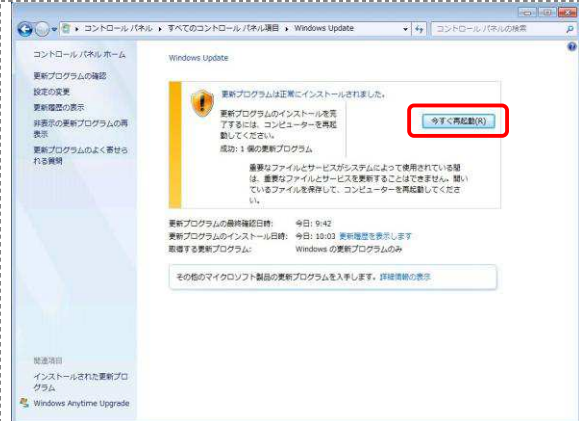 コントロール パネル ▸ すべてのコントロール パネル項目 ▸ Windows Update
コントロール パネルの検索
コントロール パネル ホーム
更新プログラムの確認
設定の変更
更新履歴の表示
非表示の更新プログラムの再
表示
更新プログラムのよく寄せら
れる質問
Windows Update
更新プログラムは正常にインストールされました。
更新プログラムのインストールを完
了するには、コンピューターを再起
動してください。
成功: 1 個の更新プログラム
今すぐ再起動(R)
重要なファイルとサービスがシステムによって使用されている間
は、重要なファイルとサービスを更新することはできません。開い
ているファイルを保存して、コンピューターを再起動してくださ
い。
更新プログラムの最終確認日時: 今日: 9:42
更新プログラムのインストール日時: 今日: 10:03 更新履歴を表示します
取得する更新プログラム: Windows の更新プログラムのみ
その他のマイクロソフト製品の更新プログラムを入手します。 詳細情報の表示
関連項目
インストールされた更新プロ
グラム
Windows Anytime Upgrade